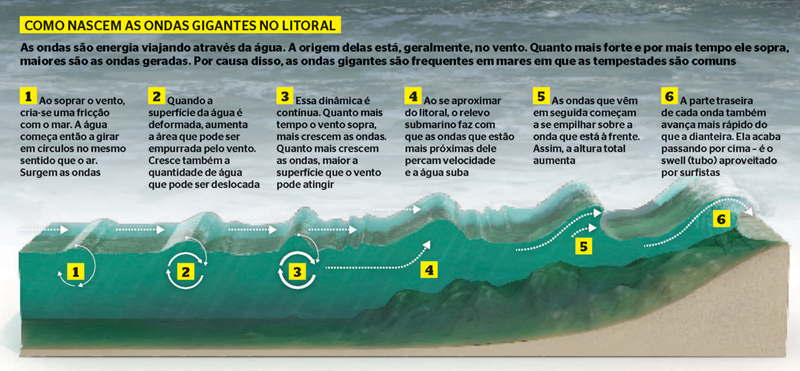 COMO NASCEM AS ONDAS GIGANTES NO LITORAL
As ondas são energia viajando através da água. A origem delas está, geralmente, no vento. Quanto mais forte e por mais tempo ele sopra,
maiores são as ondas geradas. Por causa disso, as ondas gigantes são frequentes em mares em que as tempestades são comuns
1 Ao soprar o vento,
cria-se uma fricção
com o mar. A água
começa então a girar
em círculos no mesmo
sentido que o ar.
Surgem as ondas
2 Quando a
superfície da água é
deformada, aumenta
a área que pode ser
empurrada pelo vento.
Cresce também a
quantidade de água
que pode ser deslocada
3 Essa dinâmica é
contínua. Quanto mais
tempo o vento sopra,
mais crescem as ondas.
Quanto mais crescem
as ondas, maior a
superfície que o vento
pode atingir
4 Ao se aproximar
do litoral, o relevo
submarino faz com
que as ondas que estão
mais próximas dele
percam velocidade
e a água suba
5 As ondas que vêm
em seguida começam
a se empilhar sobre a
onda que está à frente.
Assim, a altura total
aumenta
6 A parte traseira
de cada onda também
avança mais rápido do
que a dianteira. Ela acaba
passando por cima – é o
swell (tubo) aproveitado
por surfistas
1
2
3
4
5
6